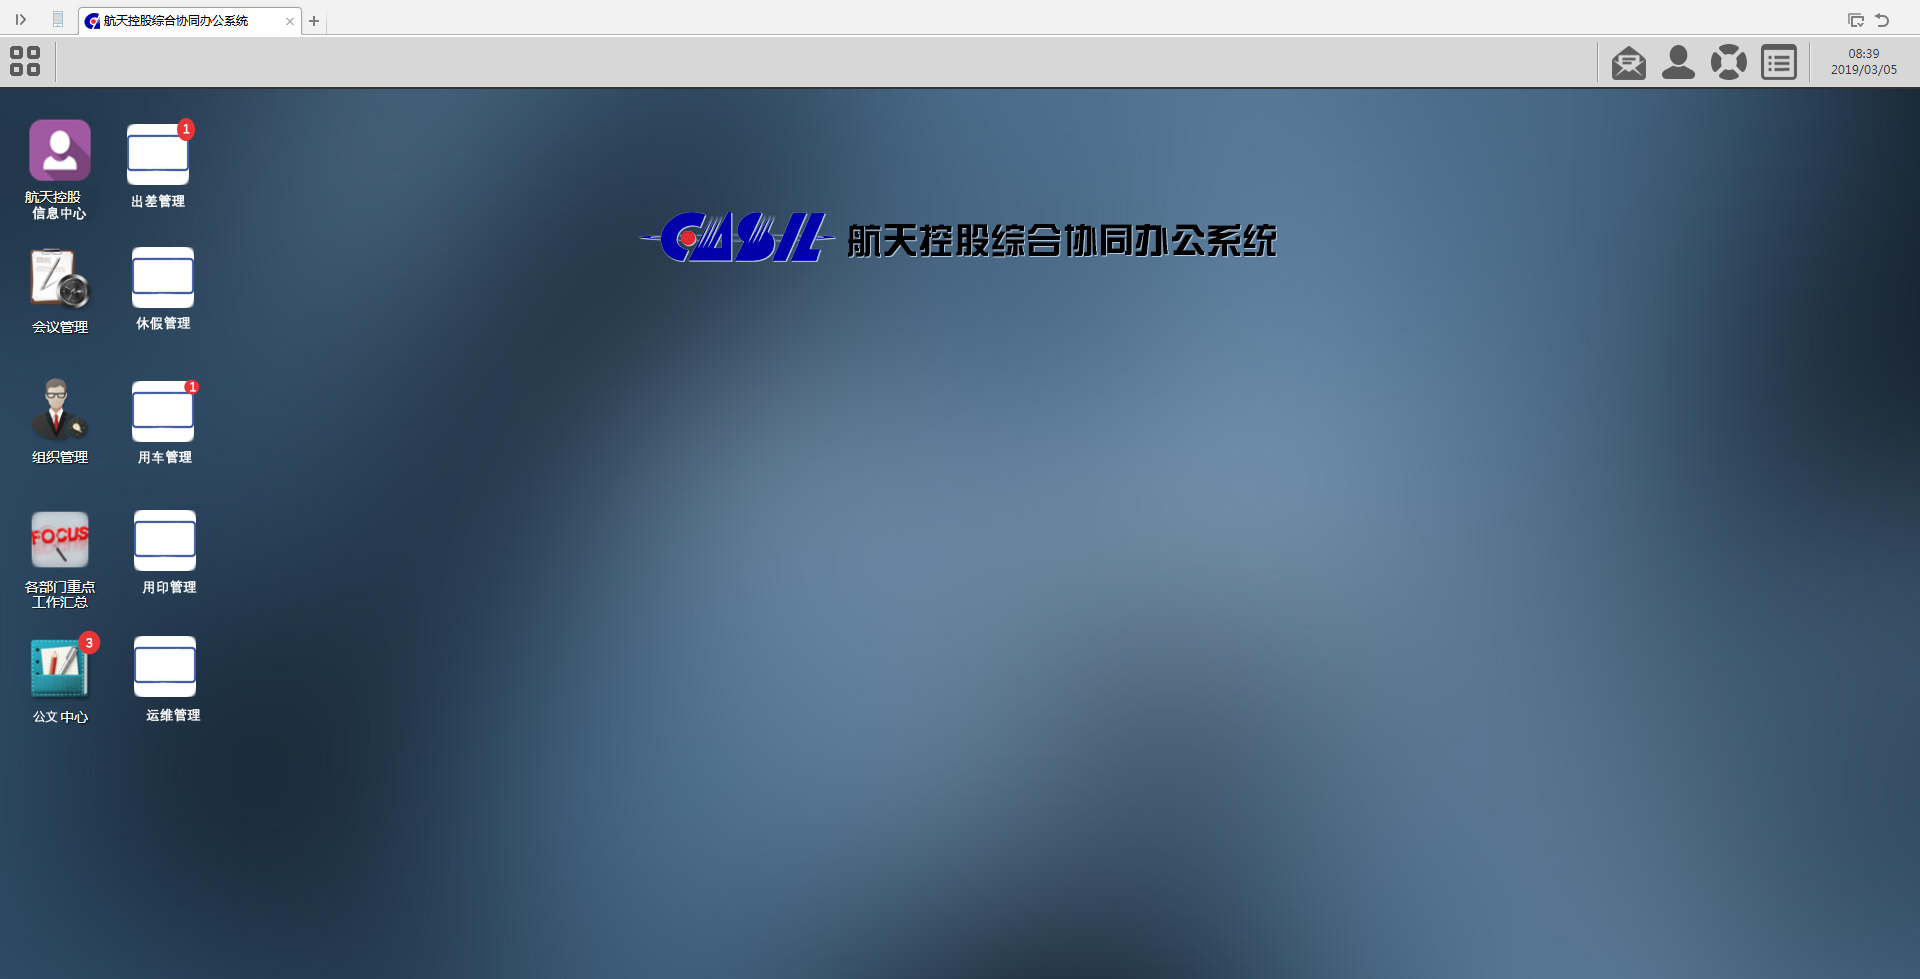 航天控股综合协同办公系统
08:39
2019/03/05
航天控股
信息中心
1
出差管理
CASIL 航天控股综合协同办公系统
会议管理
休假管理
组织管理
1
用车管理
FOCUS
各部门重点
工作汇总
用印管理
3
公文中心
运维管理